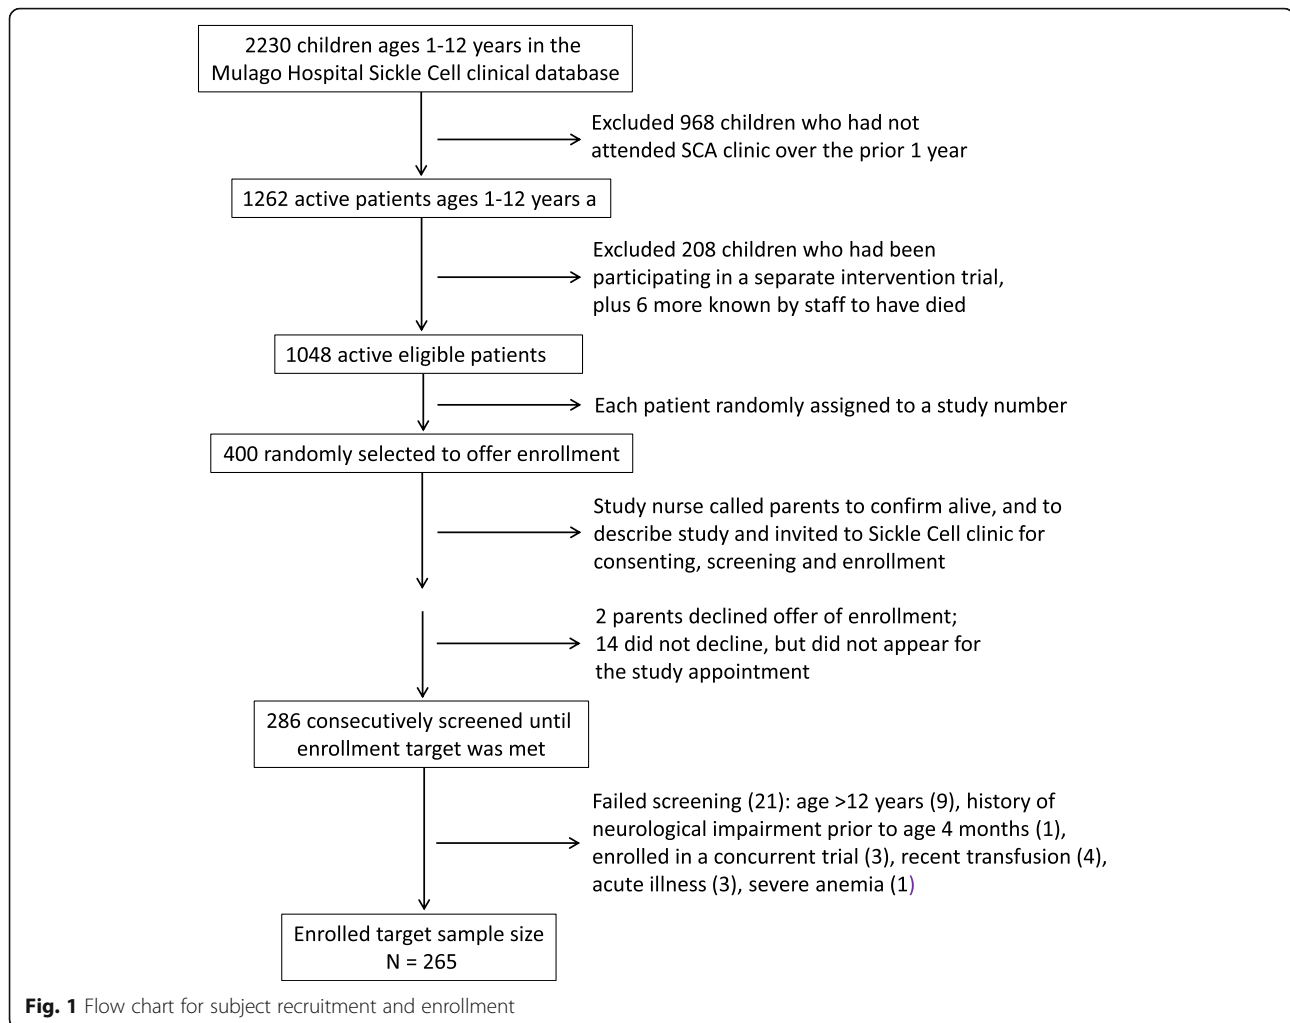 2230 children ages 1-12 years in the
Mulago Hospital Sickle Cell clinical database
Excluded 968 children who had not
attended SCA clinic over the prior 1 year
1262 active patients ages 1-12 years a
Excluded 208 children who had been
participating in a separate intervention trial,
plus 6 more known by staff to have died
1048 active eligible patients
Each patient randomly assigned to a study number
400 randomly selected to offer enrollment
Study nurse called parents to confirm alive, and to
describe study and invited to Sickle Cell clinic for
consenting, screening and enrollment
2 parents declined offer of enrollment;
14 did not decline, but did not appear for
the study appointment
286 consecutively screened until
enrollment target was met
Failed screening (21): age >12 years (9), history of
neurological impairment prior to age 4 months (1),
enrolled in a concurrent trial (3), recent transfusion (4),
acute illness (3), severe anemia (1)
Enrolled target sample size
N = 265
Fig. 1 Flow chart for subject recruitment and enrollment